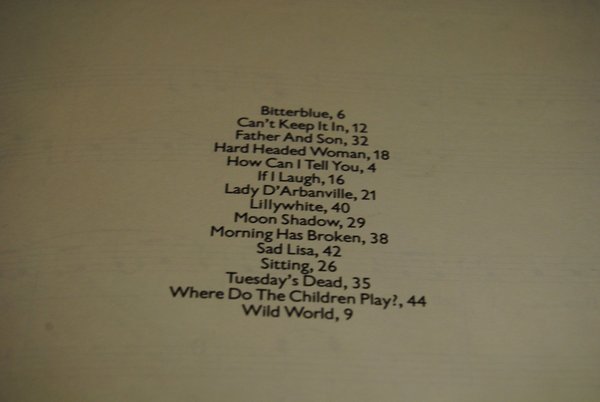 Bitterblue, 6
Can't Keep It In, 12
Father And Son, 32
Hard Headed Woman, 18
How Can I Tell You, 4
If I Laugh, 16
Lady D'Arbanville, 21
Lillywhite, 40
Moon Shadow, 29
Morning Has Broken, 38
Sad Lisa, 42
Sitting, 26
Tuesday's Dead, 35
Where Do The Children Play?, 44
Wild World, 9